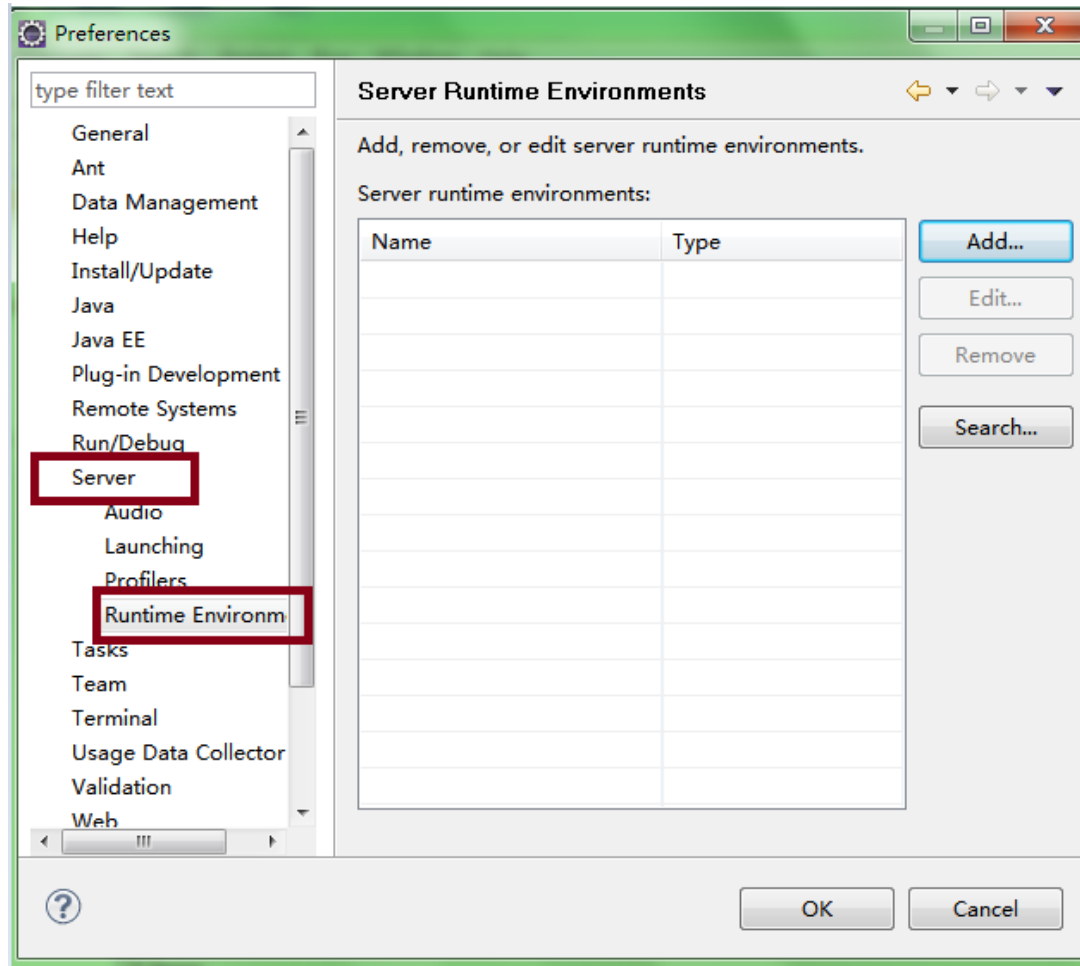 Preferences
type filter text
General
Ant
Data Management
Help
Install/Update
Java
Java EE
Plug-in Development
Remote Systems
Run/Debug
Server
Audio
Launching
Profilers
Runtime Environm
Tasks
Team
Terminal
Usage Data Collector
Validation
Web
Server Runtime Environments
Add, remove, or edit server runtime environments.
Server runtime environments:
Name Type
Add...
Edit...
Remove
Search...
OK Cancel